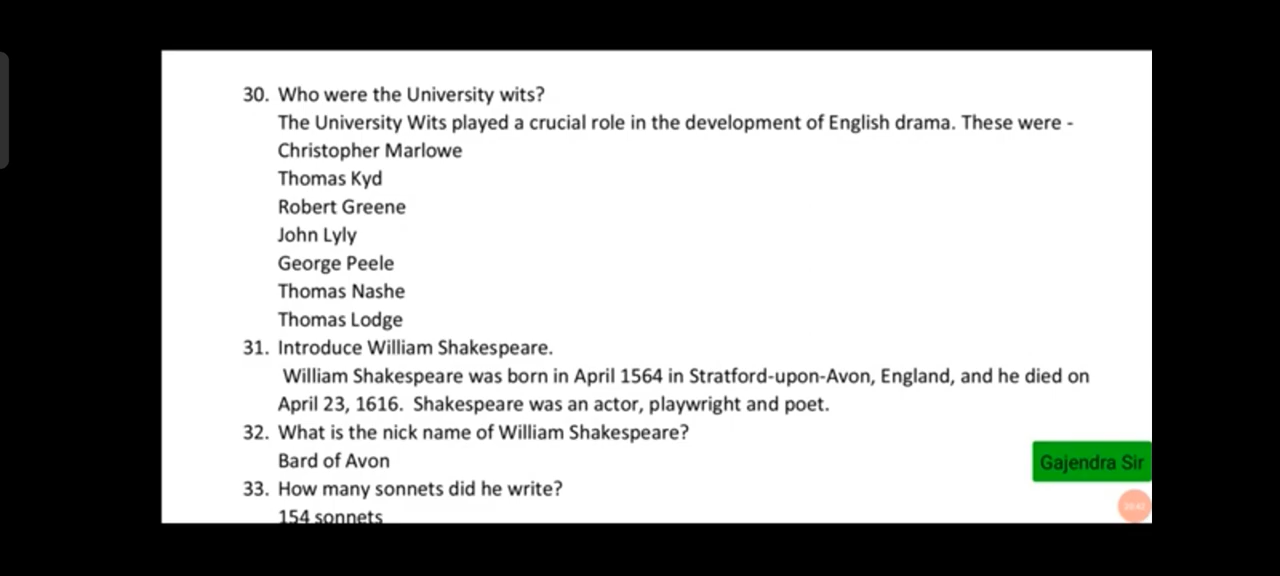 30. Who were the University wits?
The University Wits played a crucial role in the development of English drama. These were -
Christopher Marlowe
Thomas Kyd
Robert Greene
John Lyly
George Peele
Thomas Nashe
Thomas Lodge
31. Introduce William Shakespeare.
William Shakespeare was born in April 1564 in Stratford-upon-Avon, England, and he died on
April 23, 1616. Shakespeare was an actor, playwright and poet.
32. What is the nick name of William Shakespeare?
Bard of Avon
Gajendra Sir
33. How many sonnets did he write?
154 sonnets